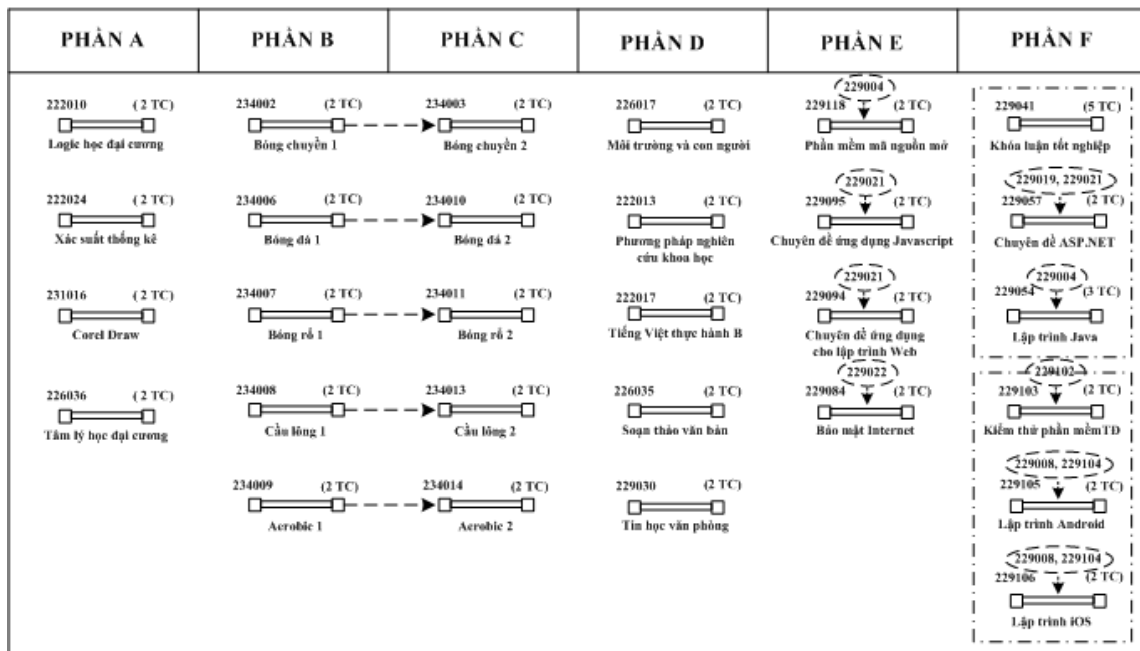 PHẦN A
PHẦN B
PHẦN C
PHẦN D
PHẦN E
PHẦN F
222010 (2 TC)
Logic học đại cương
222024 (2 TC)
Xác suất thống kê
231016 (2 TC)
Corel Draw
226036 (2 TC)
Tâm lý học đại cương
234002 (2 TC)
Bóng chuyền 1
234006 (2 TC)
Bóng đá 1
234007 (2 TC)
Bóng rổ 1
234008 (2 TC)
Cầu lông 1
234009 (2 TC)
Aerobic 1
234003 (2 TC)
Bóng chuyền 2
234010 (2 TC)
Bóng đá 2
234011 (2 TC)
Bóng rổ 2
234013 (2 TC)
Cầu lông 2
234014 (2 TC)
Aerobic 2
226017 (2 TC)
Môi trường và con người
222013 (2 TC)
Phương pháp nghiên
cứu khoa học
222017 (2 TC)
Tiếng Việt thực hành B
226035 (2 TC)
Soạn thảo văn bản
229030 (2 TC)
Tin học văn phòng
229004
229118 (2 TC)
Phần mềm mã nguồn mở
229021
229095 (2 TC)
Chuyên đề ứng dụng Javascript
229021
229094 (2 TC)
Chuyên đề ứng dụng
cho lập trình Web
229022
229084 (2 TC)
Bảo mật Internet
229041 (5 TC)
Khóa luận tốt nghiệp
229019, 229021
229057 (2 TC)
Chuyên đề ASP.NET
229004
229054 (3 TC)
Lập trình Java
229102
229103 (2 TC)
Kiểm thử phần mềmTĐ
229008, 229104
229105 (2 TC)
Lập trình Android
229008, 229104
229106 (2 TC)
Lập trình iOS